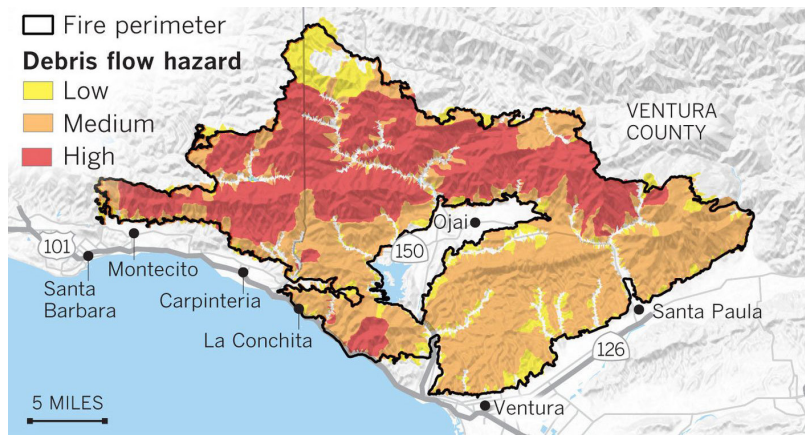 Fire perimeter
Debris flow hazard
Low
Medium
High
VENTURA
COUNTY
Ojai
101
150
Montecito
Santa
Barbara
Carpinteria
La Conchita
Santa Paula
126
5 MILES
Ventura